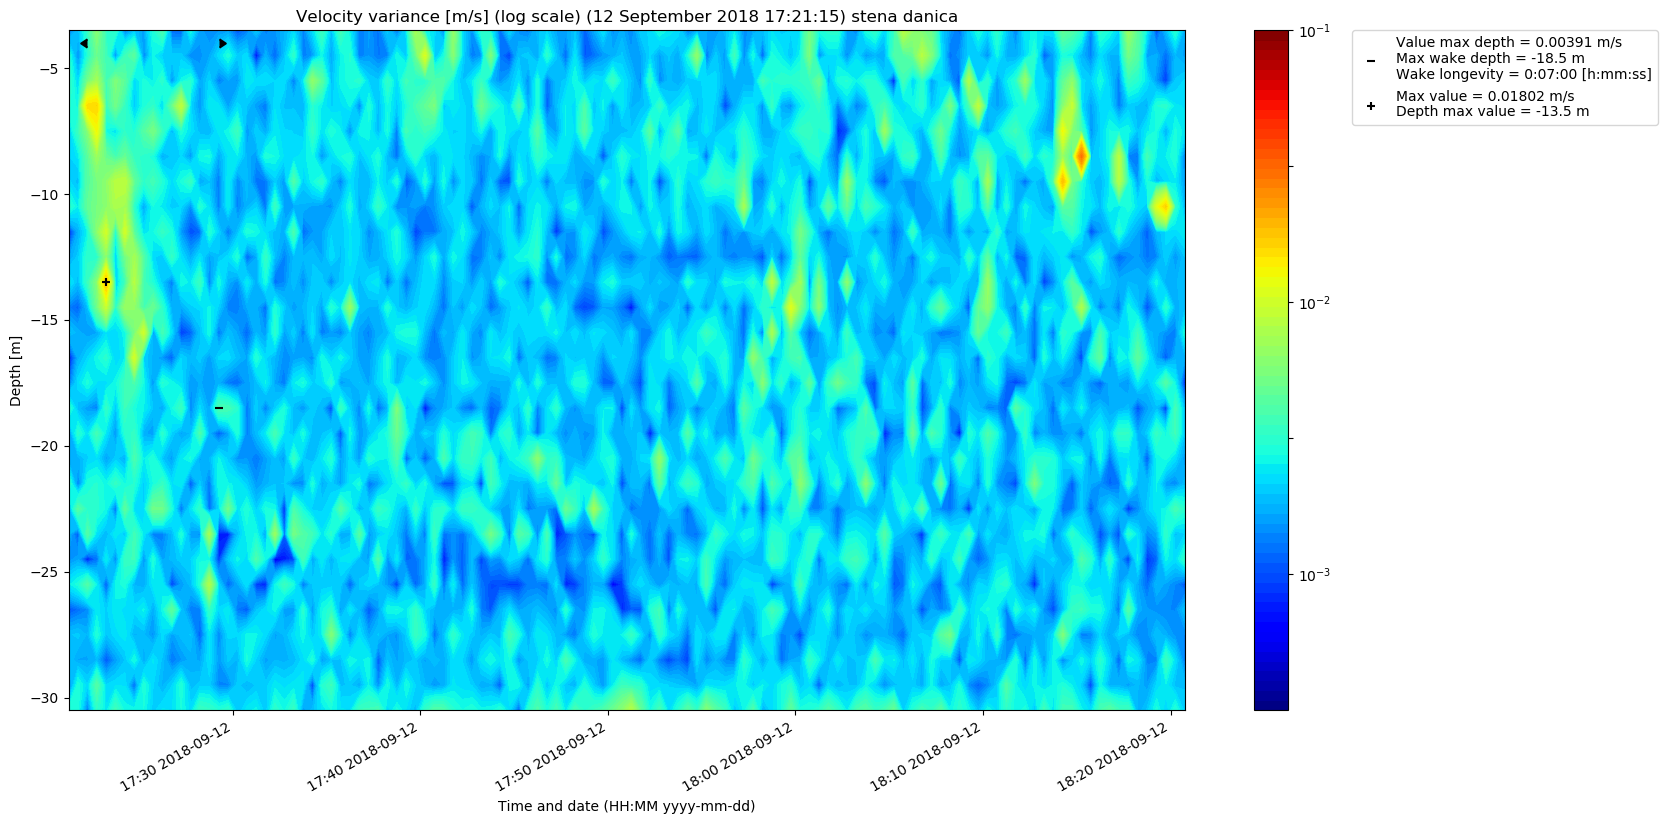 Velocity variance [m/s] (log scale) (12 September 2018 17:21:15) stena danica
Depth [m]
−5
−10
−15
−20
−25
−30
17:30 2018-09-12
17:40 2018-09-12
17:50 2018-09-12
18:00 2018-09-12
18:10 2018-09-12
18:20 2018-09-12
Time and date (HH:MM yyyy-mm-dd)
10⁻¹
10⁻²
10⁻³
Value max depth = 0.00391 m/s
Max wake depth = -18.5 m
Wake longevity = 0:07:00 [h:mm:ss]
Max value = 0.01802 m/s
Depth max value = -13.5 m